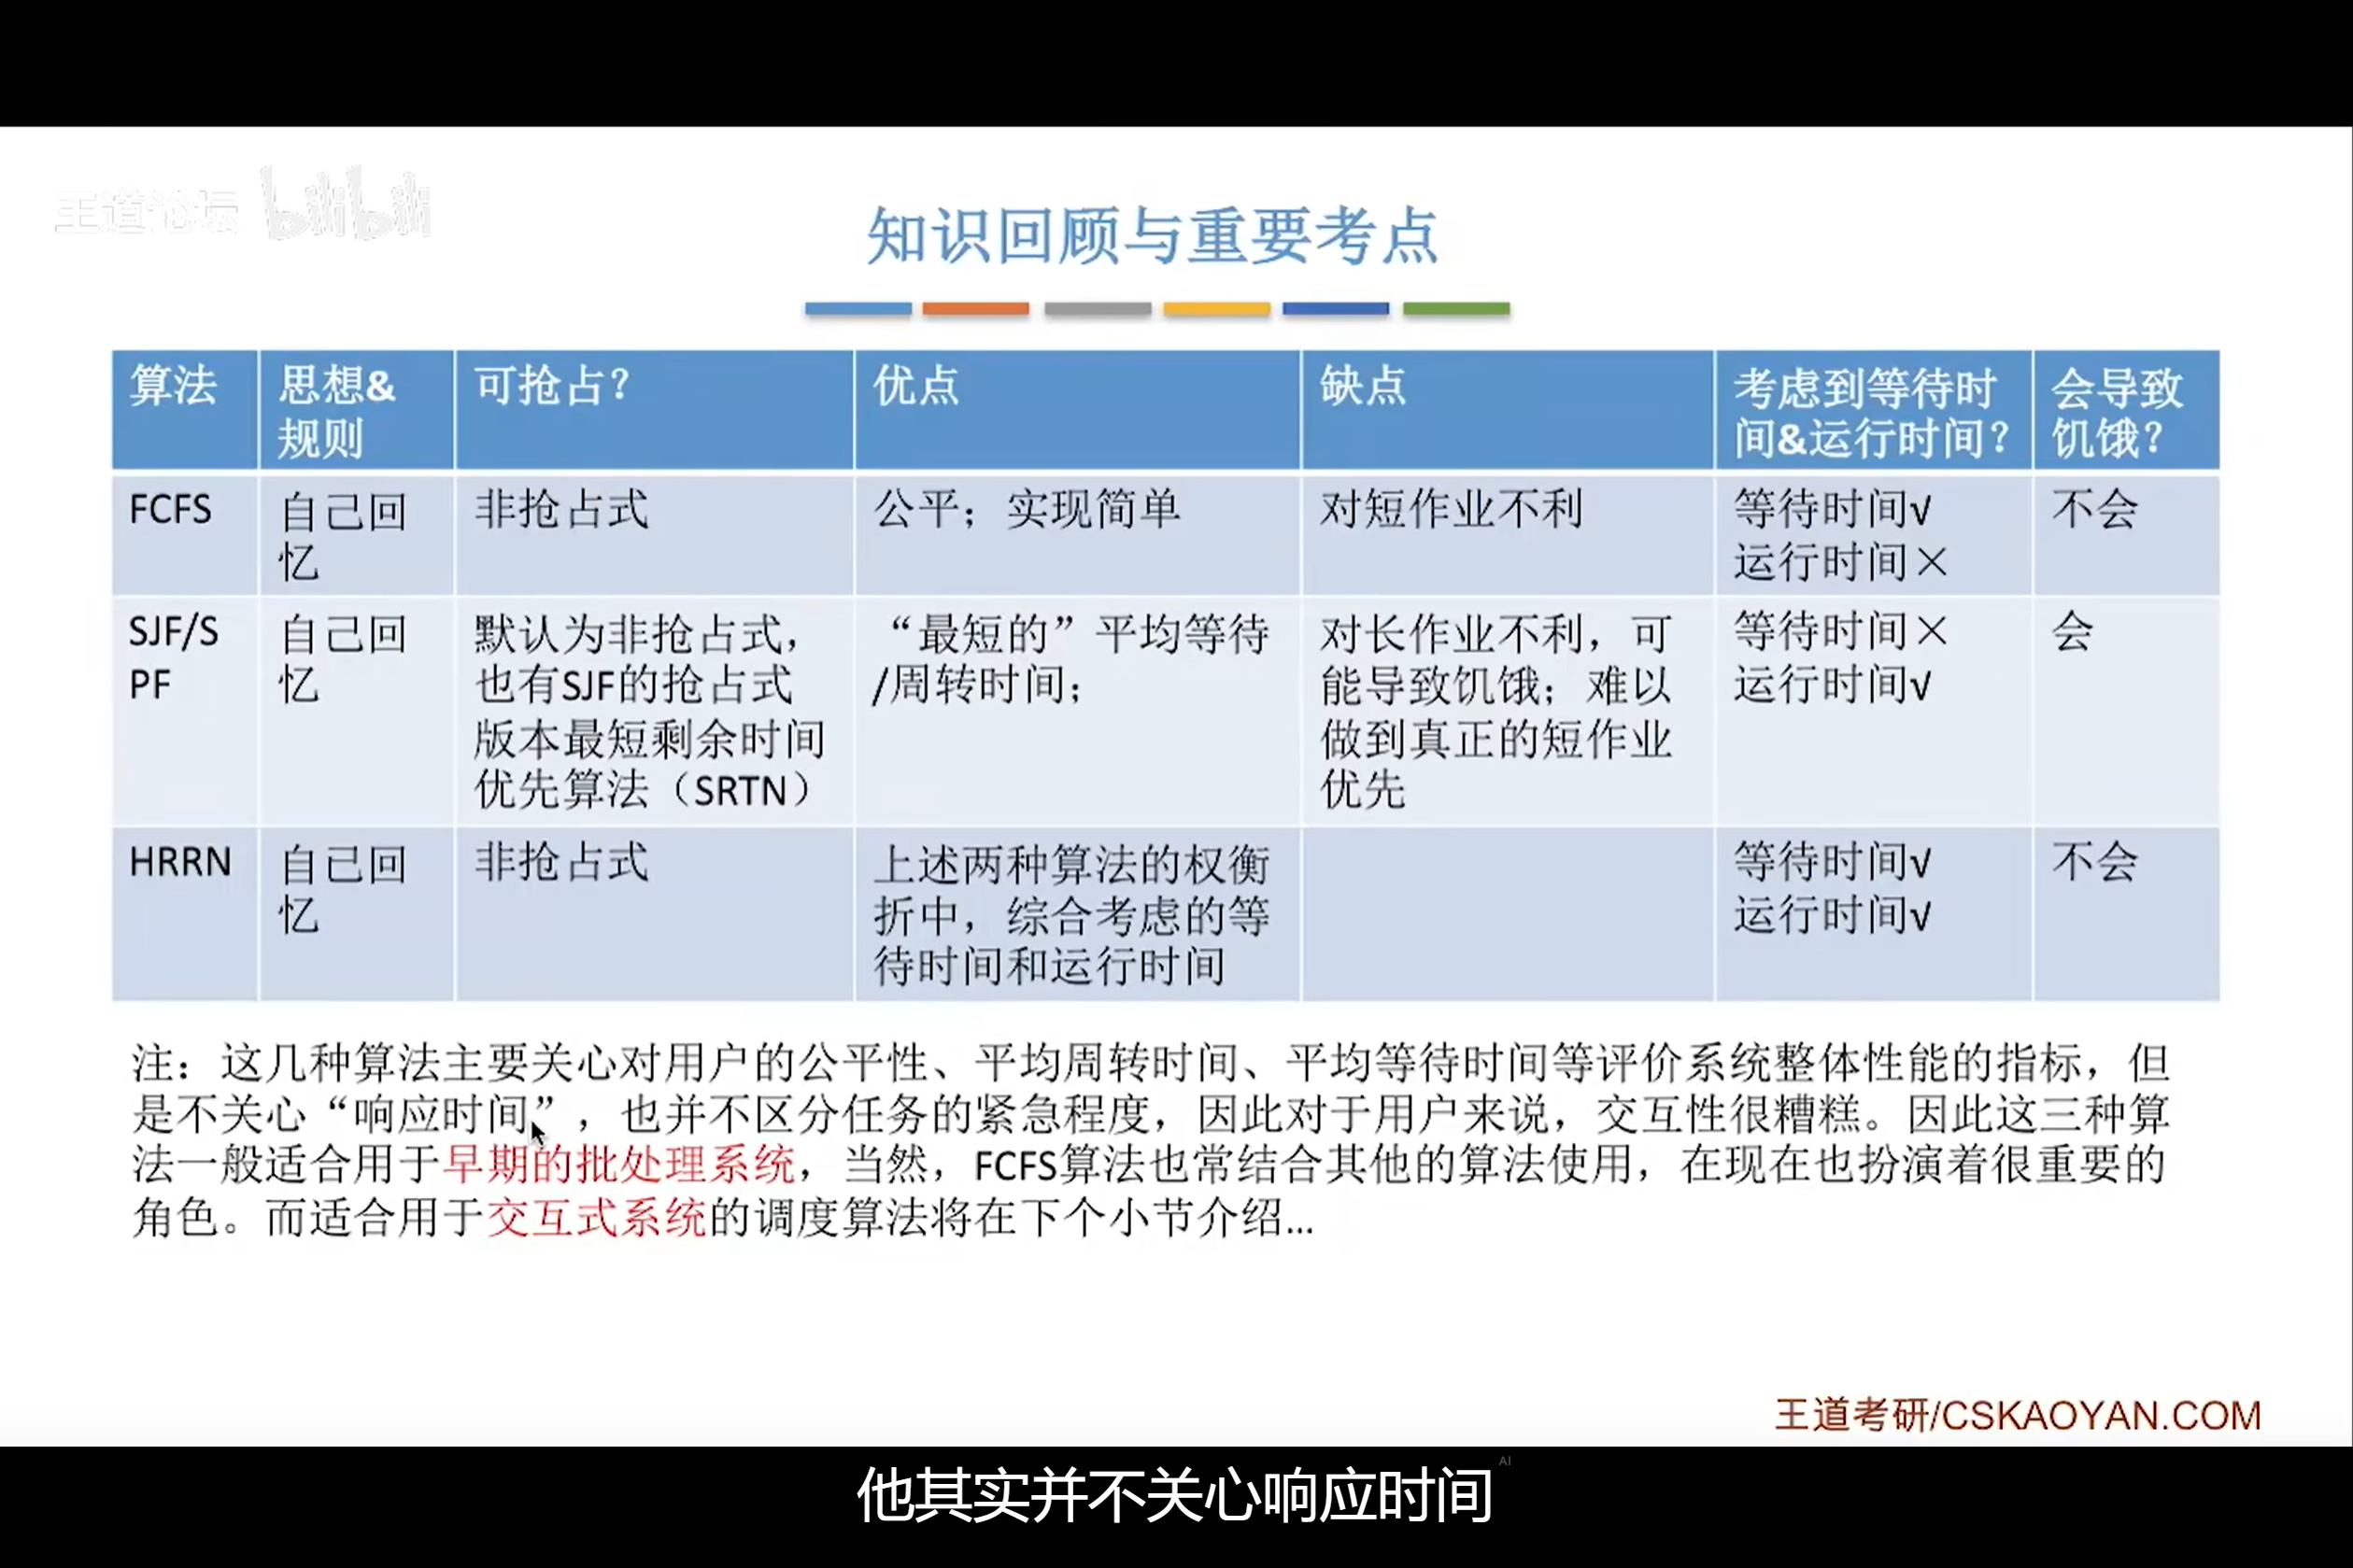 王道论坛 bilibili
知识回顾与重要考点
算法 思想& 可抢占？ 优点 缺点 考虑到等待时 会导致
规则 间&运行时间？ 饥饿？
FCFS 自己回 非抢占式 公平；实现简单 对短作业不利 等待时间√ 不会
忆 运行时间×
SJF/S 自己回 默认为非抢占式， “最短的”平均等待 对长作业不利，可 等待时间× 会
PF 忆 也有SJF的抢占式 /周转时间； 能导致饥饿；难以 运行时间√
版本最短剩余时间 做到真正的短作业
优先算法（SRTN） 优先
HRRN 自己回 非抢占式 上述两种算法的权衡 等待时间√ 不会
忆 折中，综合考虑的等 运行时间√
待时间和运行时间
注：这几种算法主要关心对用户的公平性、平均周转时间、平均等待时间等评价系统整体性能的指标，但
是不关心“响应时间”，也并不区分任务的紧急程度，因此对于用户来说，交互性很糟糕。因此这三种算
法一般适合用于早期的批处理系统，当然，FCFS算法也常结合其他的算法使用，在现在也扮演着很重要的
角色。而适合用于交互式系统的调度算法将在下个小节介绍...
王道考研/CSKAOYAN.COM
AI
他其实并不关心响应时间